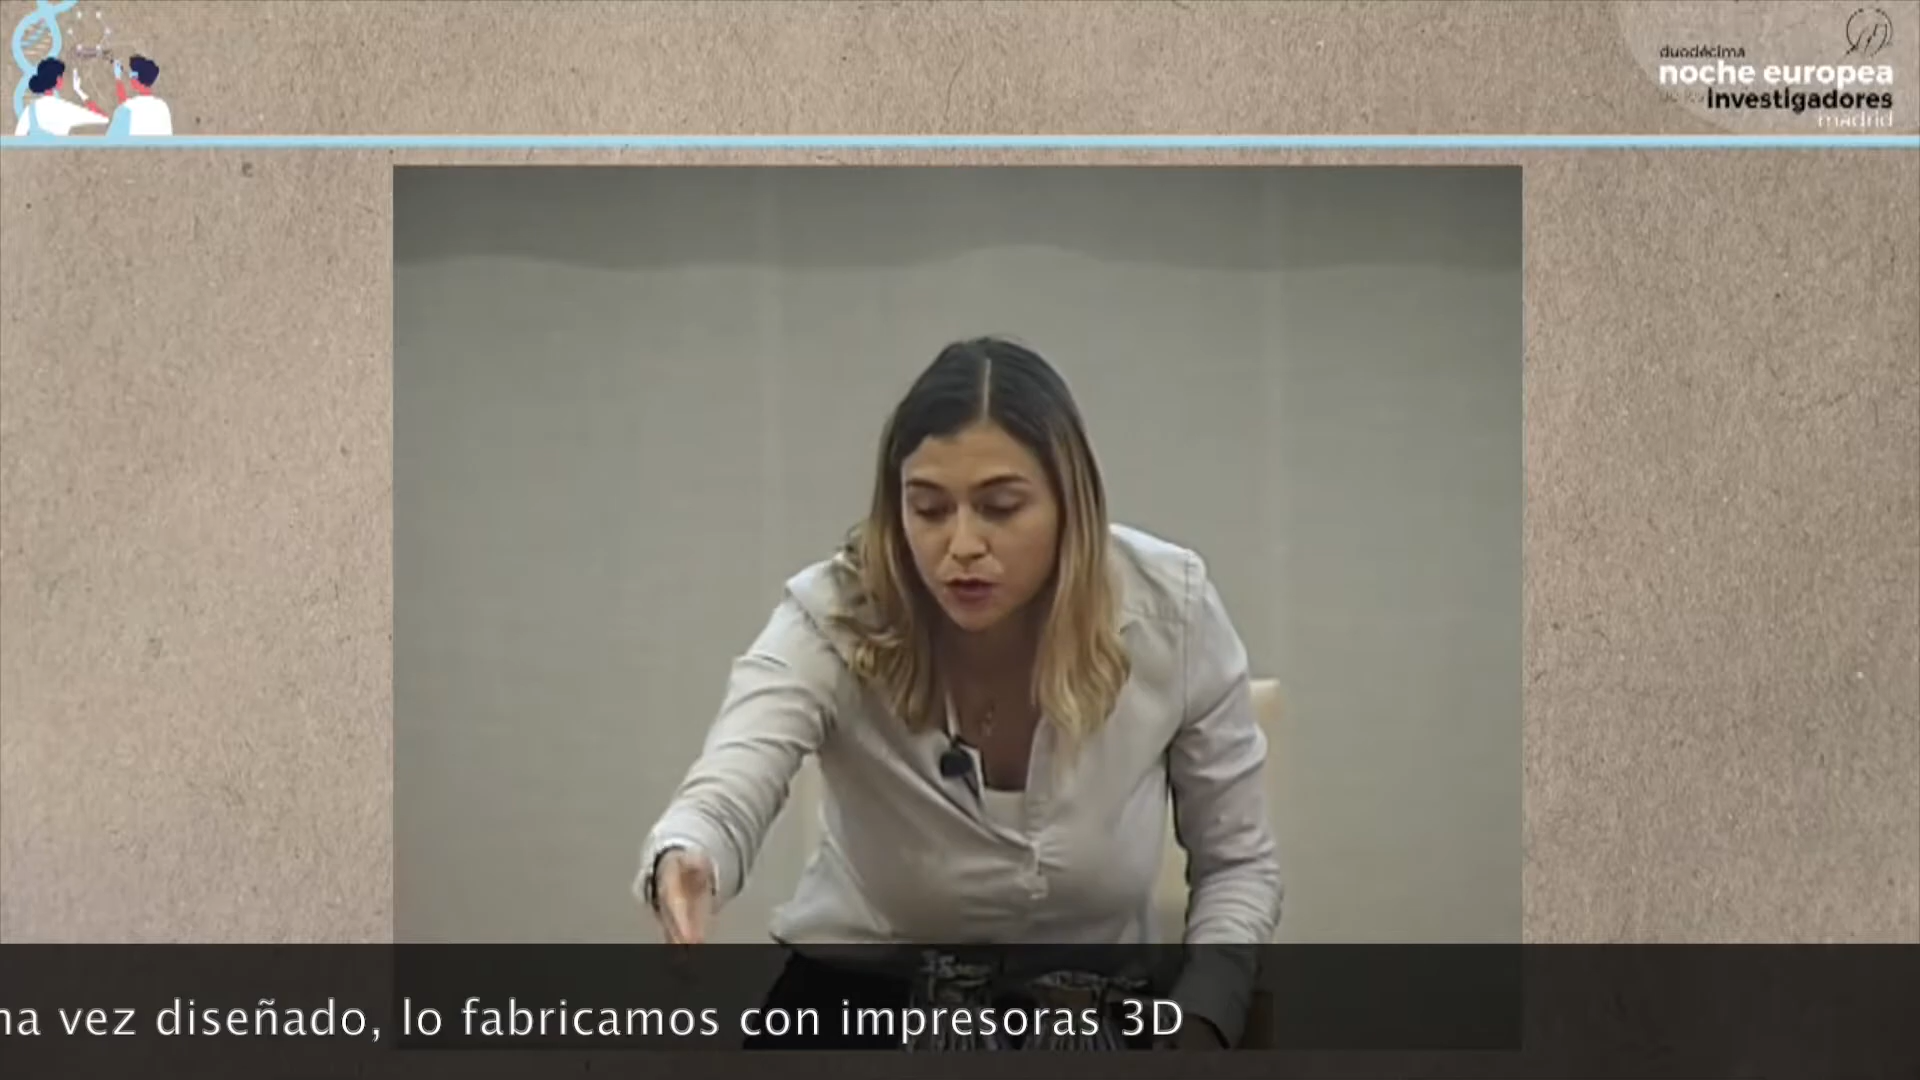 duodécima
noche europea
investigadores
madrid
na vez diseñado, lo fabricamos con impresoras 3D